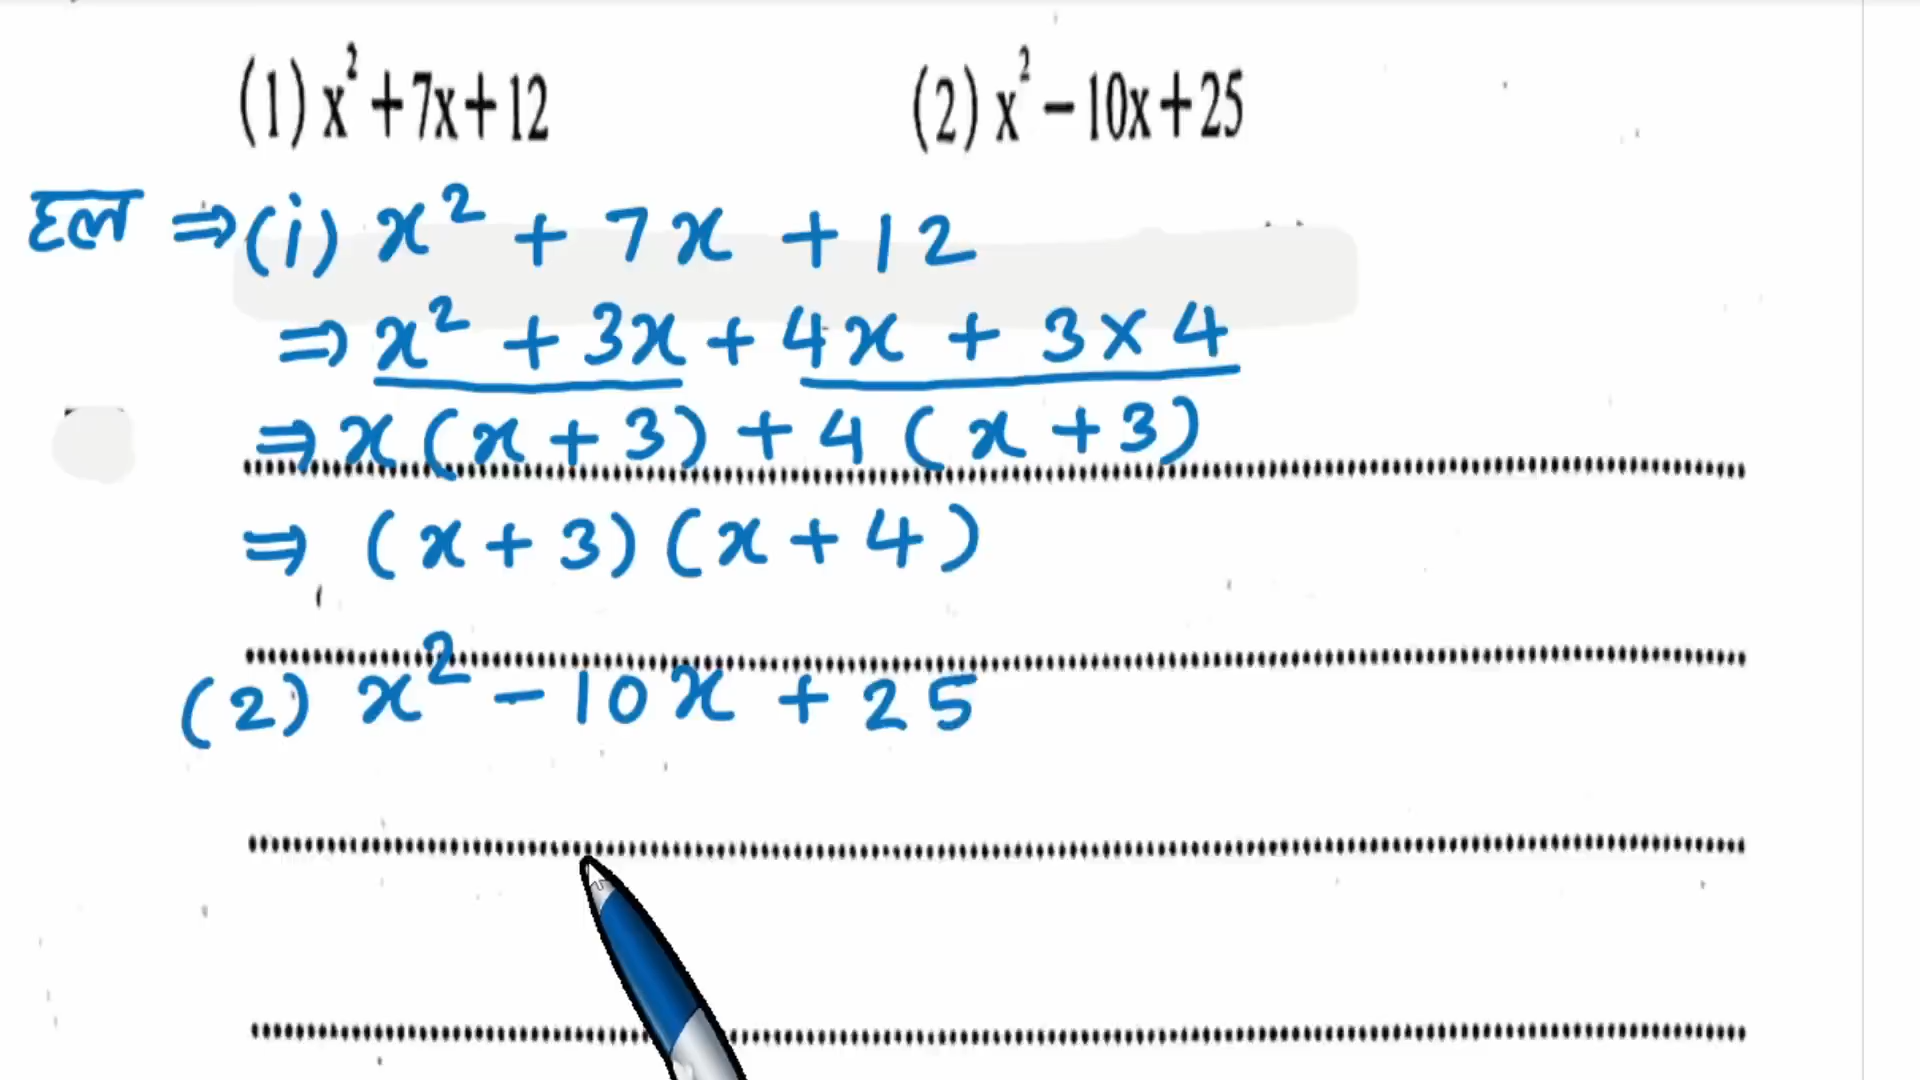 (1) x² + 7x + 12 (2) x² − 10x + 25
हल ⇒ (i) x² + 7x + 12
⇒ x² + 3x + 4x + 3 × 4
⇒ x (x + 3) + 4 (x + 3)
⇒ (x + 3) (x + 4)
(2) x² − 10x + 25